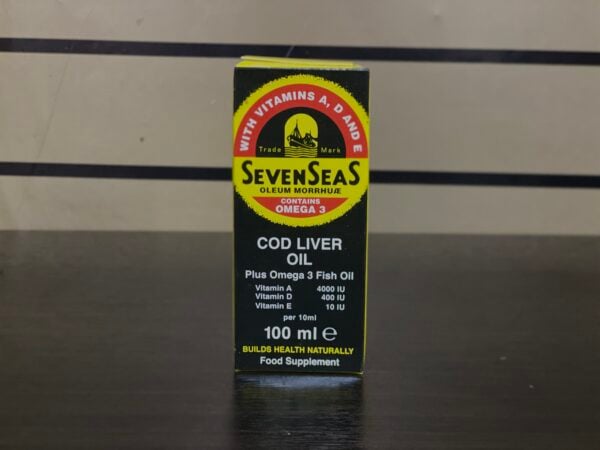 WITH VITAMINS A, D AND E
Trade Mark
SEVENSEAS
OLEUM MORRHUÆ
CONTAINS
OMEGA 3
COD LIVER
OIL
Plus Omega 3 Fish Oil
Vitamin A 4000 IU
Vitamin D 400 IU
Vitamin E 10 IU
per 10ml
100 ml ℮
BUILDS HEALTH NATURALLY
Food Supplement